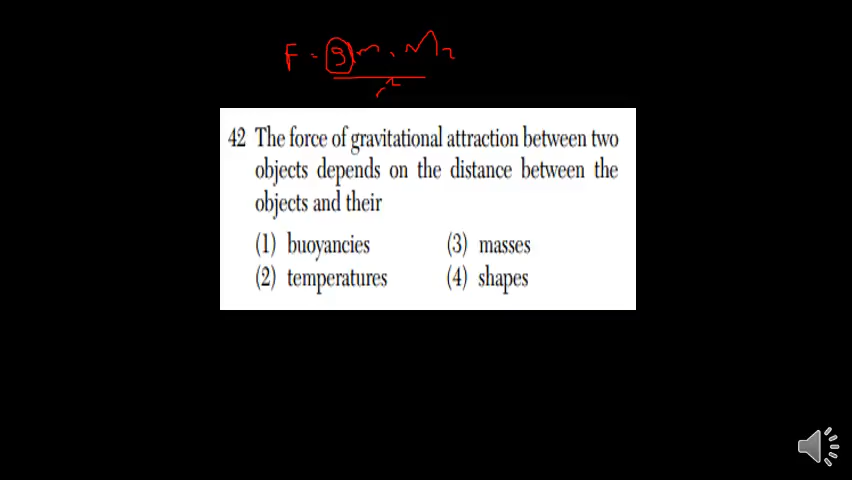 F = g m . M2
r2
42 The force of gravitational attraction between two
objects depends on the distance between the
objects and their
(1) buoyancies (3) masses
(2) temperatures (4) shapes